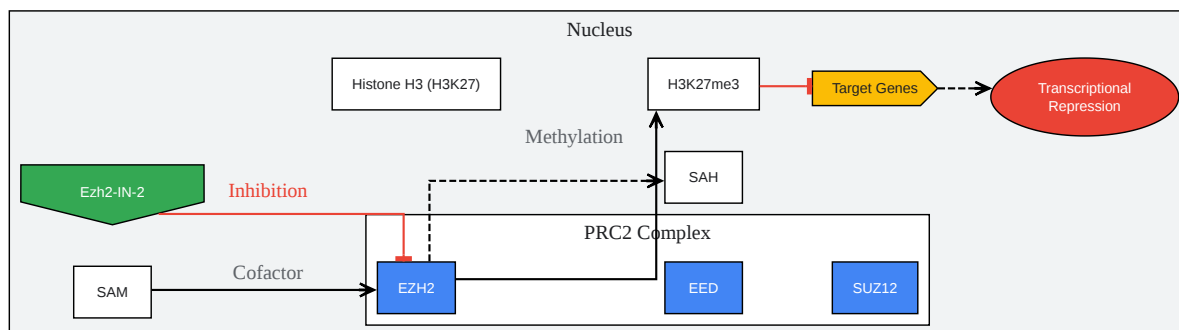 Nucleus
Histone H3 (H3K27)
H3K27me3
Target Genes
Transcriptional
Repression
Methylation
SAH
Ezh2-IN-2
Inhibition
PRC2 Complex
SAM
Cofactor
EZH2
EED
SUZ12